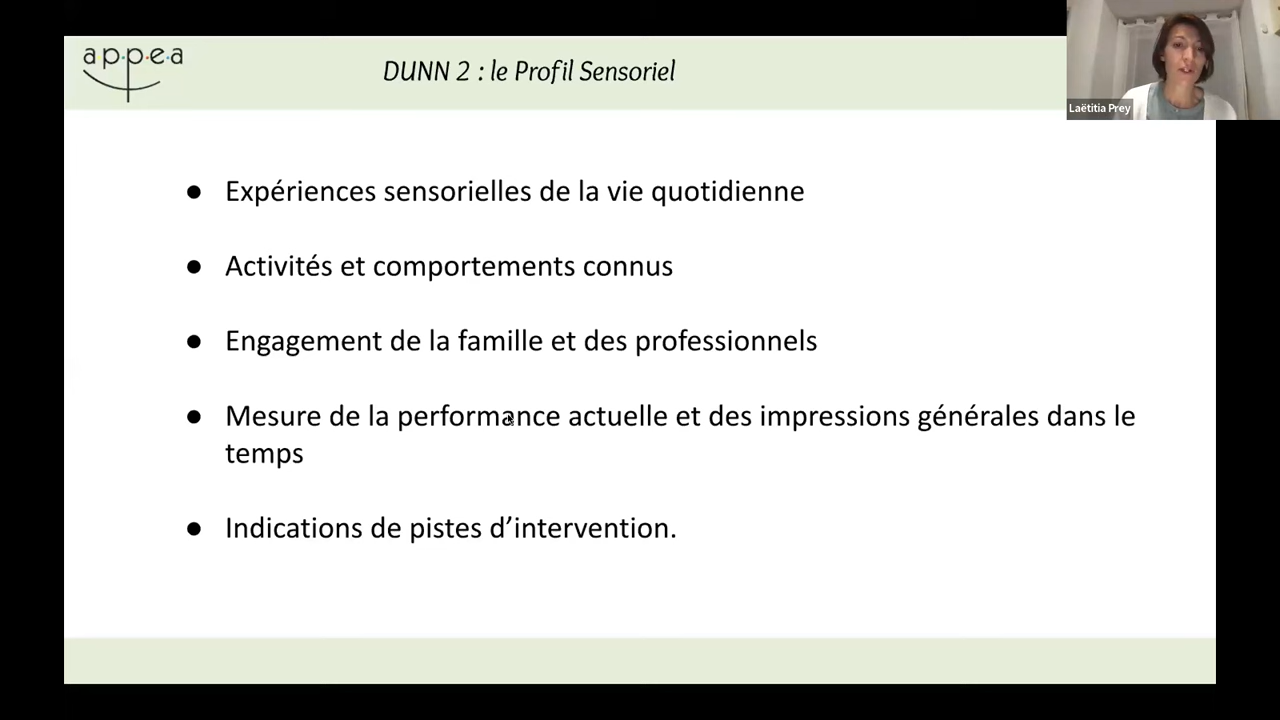 appea
DUNN 2 : le Profil Sensoriel
Laëtitia Prey
● Expériences sensorielles de la vie quotidienne
● Activités et comportements connus
● Engagement de la famille et des professionnels
● Mesure de la performance actuelle et des impressions générales dans le
temps
● Indications de pistes d’intervention.